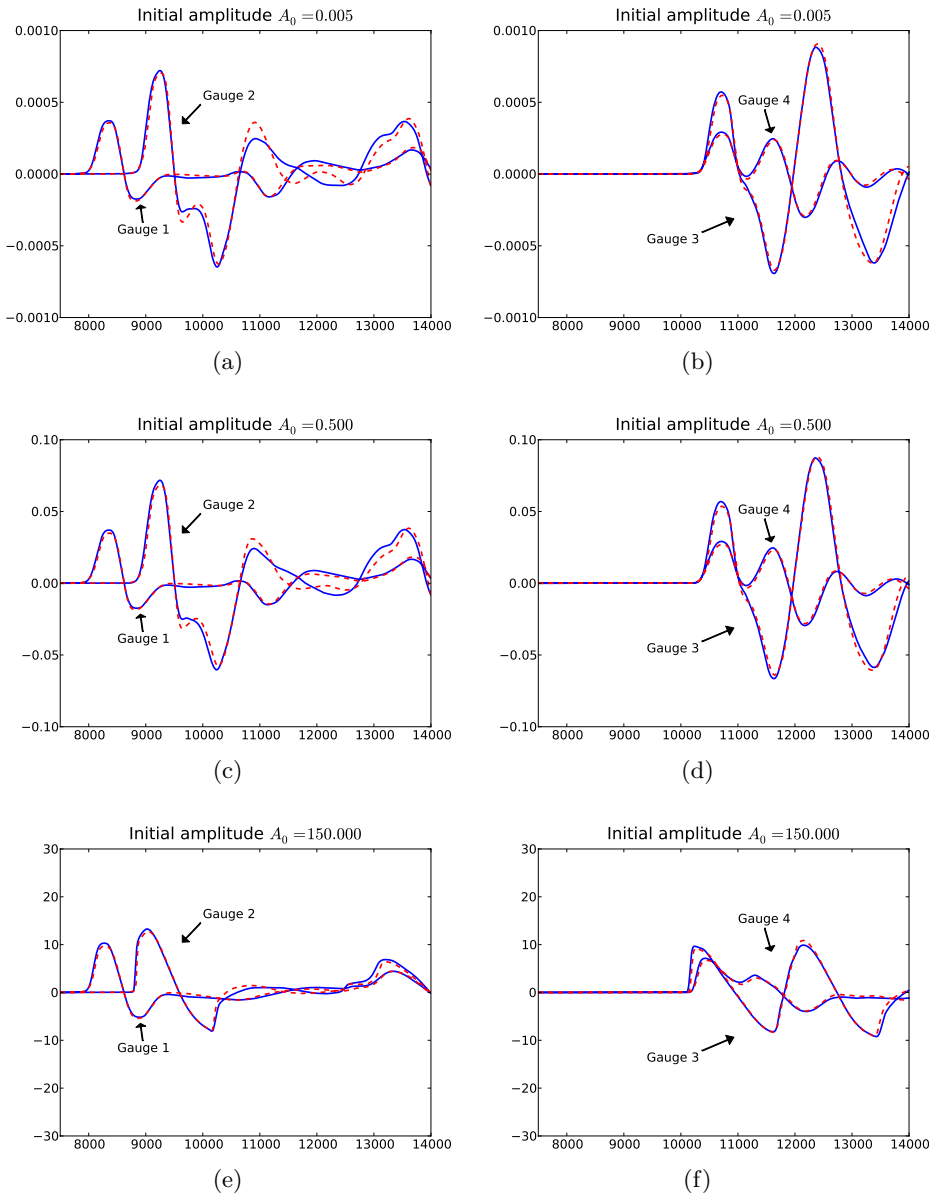 Initial amplitude A_0 =0.005
0.0010
0.0005
0.0000
−0.0005
−0.0010
Gauge 2
Gauge 1
8000 9000 10000 11000 12000 13000 14000
(a)
Initial amplitude A_0 =0.005
0.0010
0.0005
0.0000
−0.0005
−0.0010
Gauge 4
Gauge 3
8000 9000 10000 11000 12000 13000 14000
(b)
Initial amplitude A_0 =0.500
0.10
0.05
0.00
−0.05
−0.10
Gauge 2
Gauge 1
8000 9000 10000 11000 12000 13000 14000
(c)
Initial amplitude A_0 =0.500
0.10
0.05
0.00
−0.05
−0.10
Gauge 4
Gauge 3
8000 9000 10000 11000 12000 13000 14000
(d)
Initial amplitude A_0 =150.000
30
20
10
0
−10
−20
−30
Gauge 2
Gauge 1
8000 9000 10000 11000 12000 13000 14000
(e)
Initial amplitude A_0 =150.000
30
20
10
0
−10
−20
−30
Gauge 4
Gauge 3
8000 9000 10000 11000 12000 13000 14000
(f)